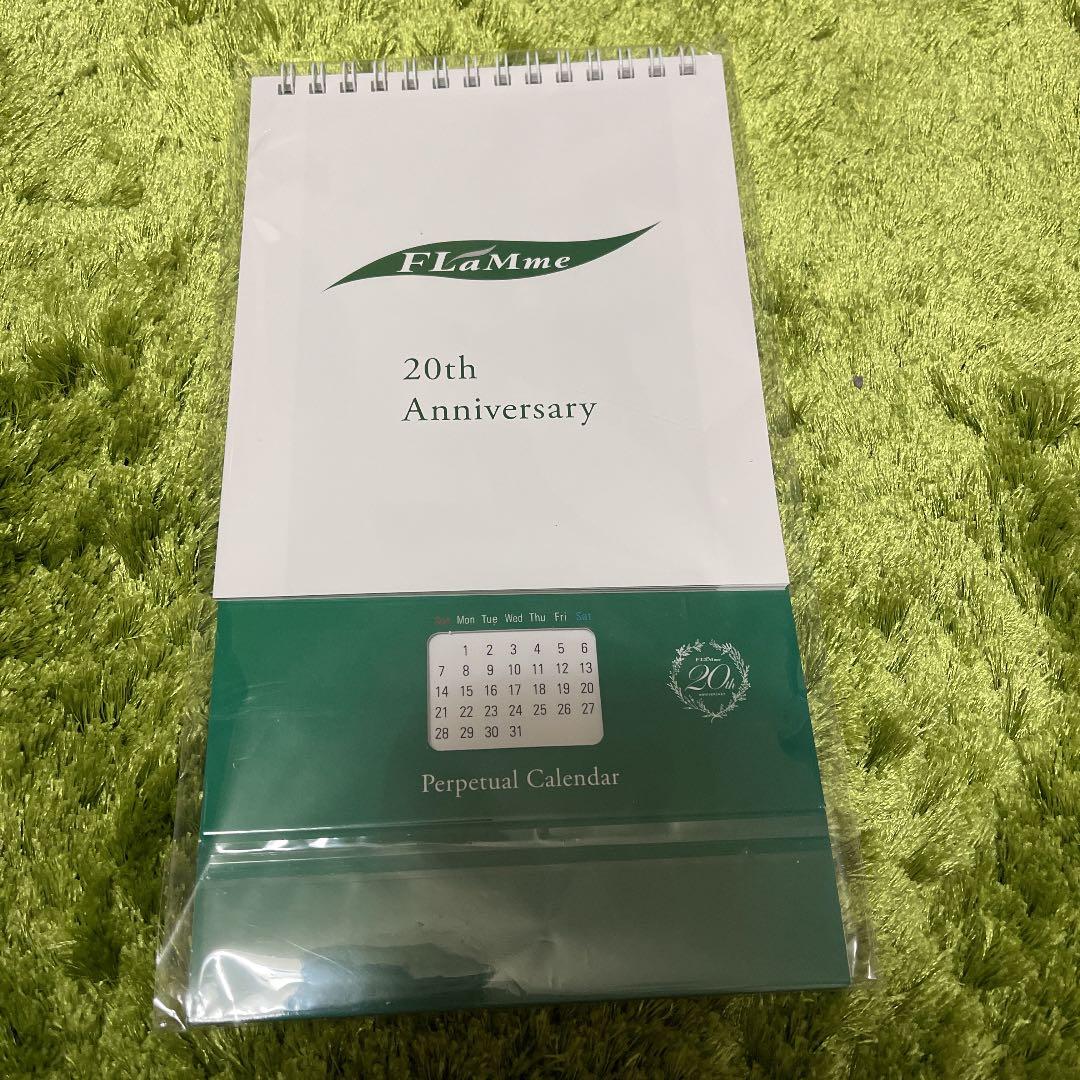 FLaMme
20th
Anniversary
Sun Mon Tue Wed Thu Fri Sat
1 2 3 4 5 6
7 8 9 10 11 12 13
14 15 16 17 18 19 20
21 22 23 24 25 26 27
28 29 30 31
FLaMme
20th
ANNIVERSARY
Perpetual Calendar